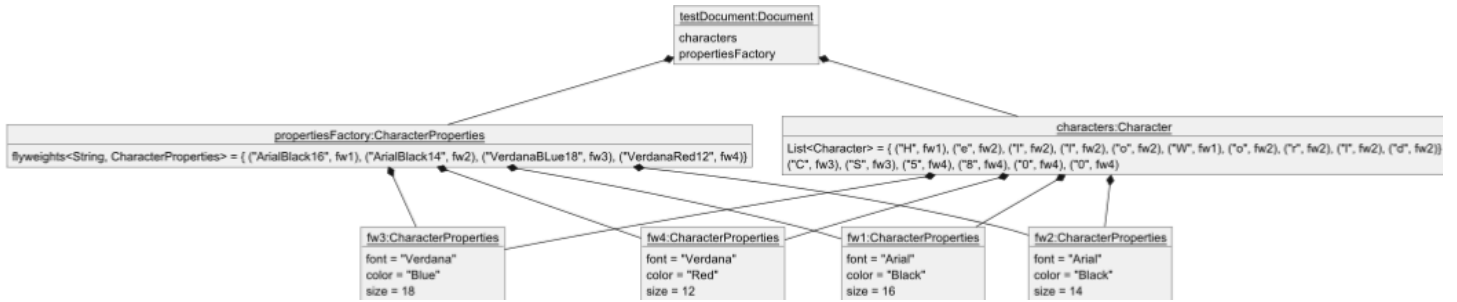 testDocument:Document
characters
propertiesFactory
propertiesFactory:CharacterProperties
flyweights<String, CharacterProperties> = { ("ArialBlack16", fw1), ("ArialBlack14", fw2), ("VerdanaBLue18", fw3), ("VerdanaRed12", fw4)}
characters:Character
List<Character> = { ("H", fw1), ("e", fw2), ("l", fw2), ("l", fw2), ("o", fw2), ("W", fw1), ("o", fw2), ("r", fw2), ("l", fw2), ("d", fw2)}
("C", fw3), ("S", fw3), ("5", fw4), ("8", fw4), ("0", fw4), ("0", fw4)
fw3:CharacterProperties
font = "Verdana"
color = "Blue"
size = 18
fw4:CharacterProperties
font = "Verdana"
color = "Red"
size = 12
fw1:CharacterProperties
font = "Arial"
color = "Black"
size = 16
fw2:CharacterProperties
font = "Arial"
color = "Black"
size = 14